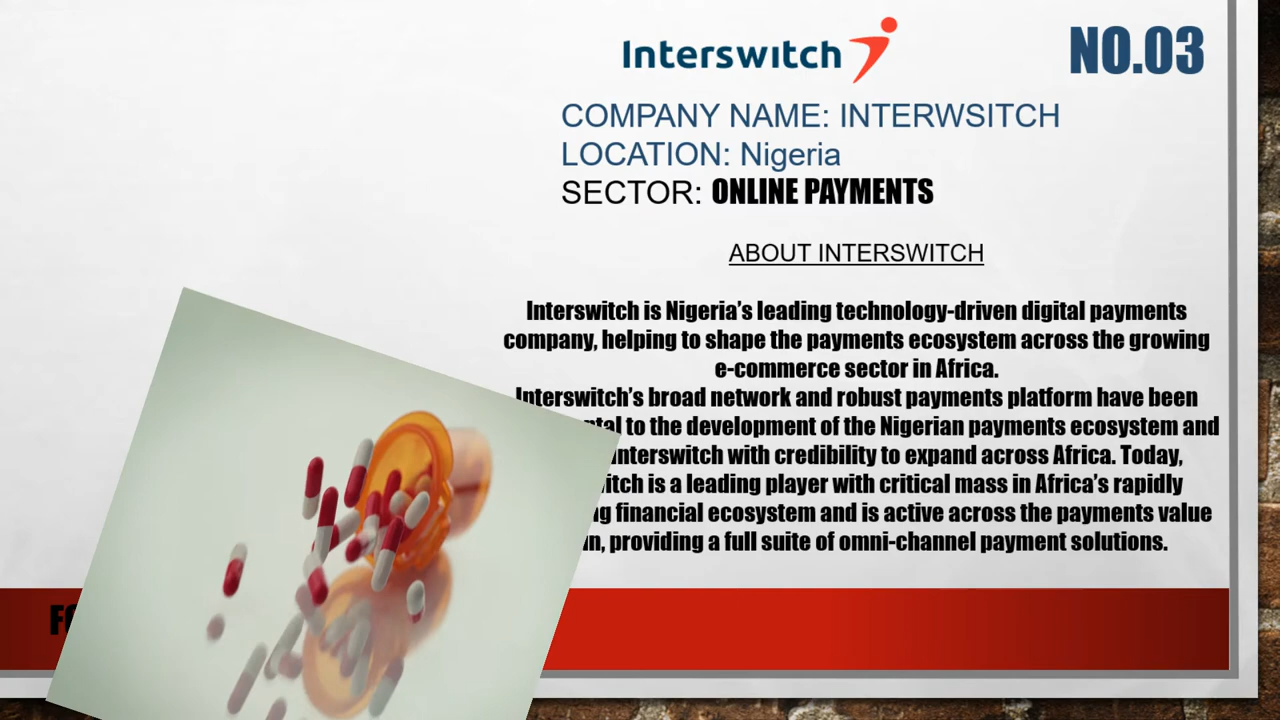 Interswitch
NO.03
COMPANY NAME: INTERWSITCH
LOCATION: Nigeria
SECTOR: ONLINE PAYMENTS
ABOUT INTERSWITCH
Interswitch is Nigeria’s leading technology-driven digital payments
company, helping to shape the payments ecosystem across the growing
e-commerce sector in Africa.
Interswitch’s broad network and robust payments platform have been
to the development of the Nigerian payments ecosystem and
Interswitch with credibility to expand across Africa. Today,
is a leading player with critical mass in Africa’s rapidly
financial ecosystem and is active across the payments value
providing a full suite of omni-channel payment solutions.